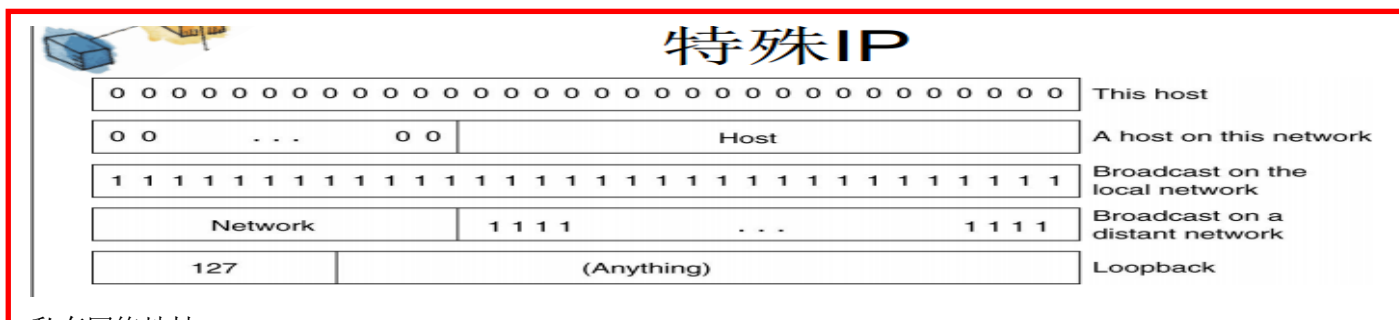 特殊IP
0 0 0 0 0 0 0 0 0 0 0 0 0 0 0 0 0 0 0 0 0 0 0 0 0 0 0 0 0 0 0 0 This host
0 0 ... 0 0 Host A host on this network
1 1 1 1 1 1 1 1 1 1 1 1 1 1 1 1 1 1 1 1 1 1 1 1 1 1 1 1 1 1 1 1 Broadcast on the
local network
Network 1 1 1 1 ... 1 1 1 1 Broadcast on a
distant network
127 (Anything) Loopback